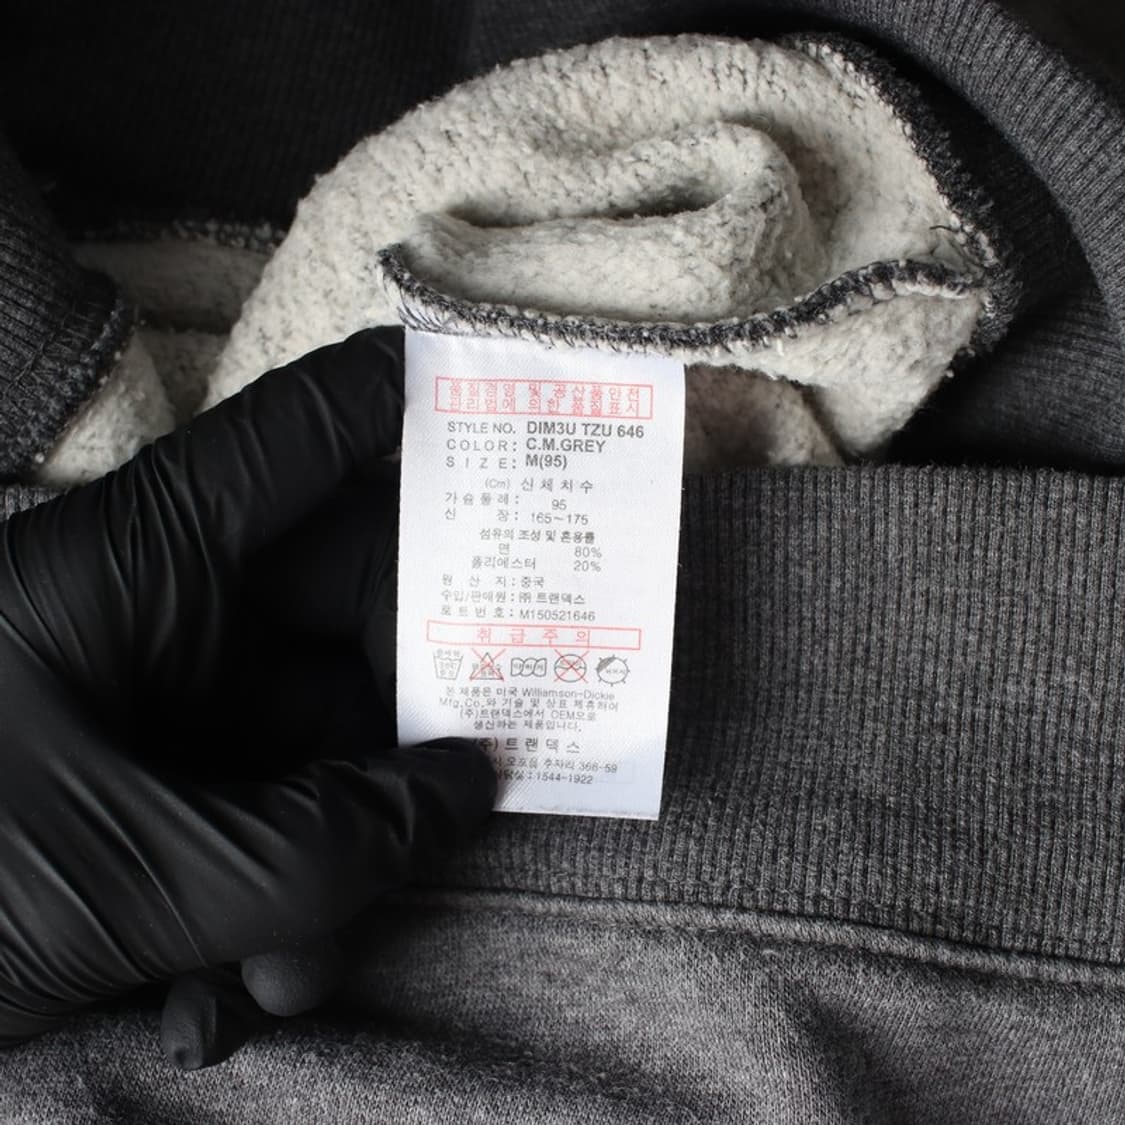 품질경영 및 공산품안전
관리법에 의한 품질표시
STYLE NO. DIM3U TZU 646
COLOR: C.M.GREY
SIZE: M(95)
(Cm) 신체치수
가슴둘레: 95
신 장: 165~175
섬유의 조성 및 혼용률
면 80%
폴리에스터 20%
원 산 지: 중국
수입/판매원: ㈜ 트랜덱스
로트번호: M150521646
취급주의
본 제품은 미국 Williamson-Dickie
Mfg.Co.와 기술 및 상표 제휴하여
(주)트랜덱스에서 OEM으로
생산하는 제품입니다.
(주) 트랜덱스
시 오포읍 추자리 366-59
1544-1922